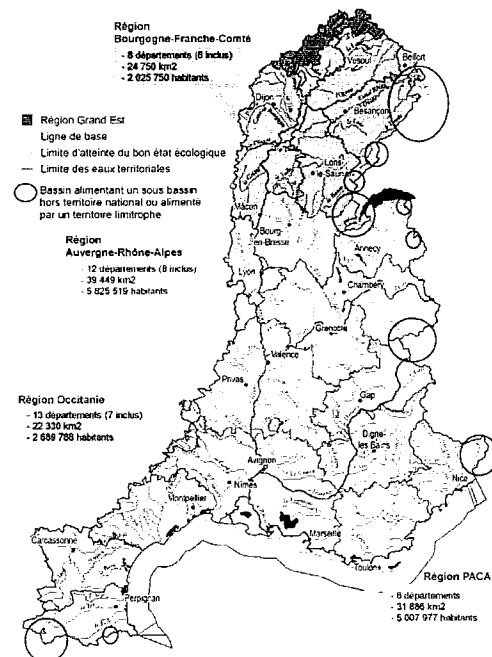 Région
Bourgogne-Franche-Comté
- 8 départements (8 inclus)
- 24 750 km2
- 2 025 750 habitants
Région Grand Est
Ligne de base
Limite d'atteinte du bon état écologique
Limite des eaux territoriales
Bassin alimentant un sous bassin
hors territoire national ou alimenté
par un territoire limitrophe
Région
Auvergne-Rhône-Alpes
- 12 départements (8 inclus)
- 39 449 km2
- 5 825 519 habitants
Région Occitanie
- 13 départements (7 inclus)
- 22 330 km2
- 2 689 788 habitants
Région PACA
- 6 départements
- 31 886 km2
- 5 007 977 habitants
Vesoul
Belfort
Dijon
Besançon
Lons
le-Saunier
Mâcon
Bourg
en-Bresse
Annecy
Lyon
Chambéry
Grenoble
Valence
Privas
Gap
Digne
les Bains
Avignon
Nîmes
Nice
Montpellier
Marseille
Toulon
Carcassonne
Perpignan